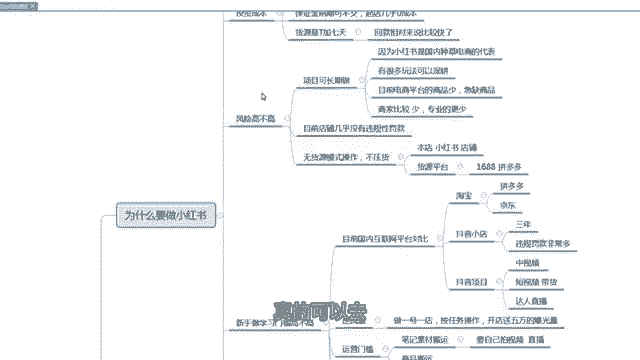 投资成本
保证金前期可不交，起店几乎0成本
货源是T加七天
回款相对来说比较快了
因为小红书是国内种草电商的代表
项目可长期做
有很多玩法可以深耕
目前电商平台的商品少，急缺商品
商家比较 少，专业的更少
风险高不高
目前店铺几乎没有违规性罚款
无货源模式操作，不压货
本店 小红书 店铺
货源平台
1688 拼多多
为什么要做小红书
淘宝
拼多多
京东
目前国内互联网平台对比
抖音小店
三年
违规罚款非常多
抖音项目
中视频
短视频 带货
达人直播
真的可以去
新手做学习门槛高不高
做一号一店，按任务操作，开店送五万的曝光量
运营门槛
笔记素材搬运
要自己拍视频 直播
商品搬运